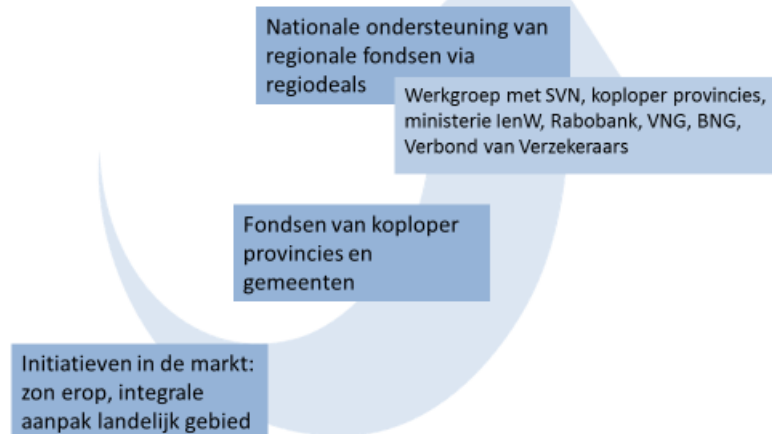 Nationale ondersteuning van
regionale fondsen via
regiodeals
Werkgroep met SVN, koploper provincies,
ministerie IenW, Rabobank, VNG, BNG,
Verbond van Verzekeraars
Fondsen van koploper
provincies en
gemeenten
Initiatieven in de markt:
zon erop, integrale
aanpak landelijk gebied